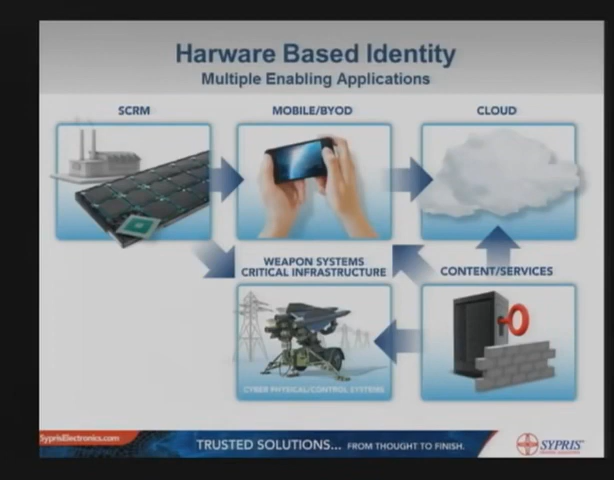 Harware Based Identity
Multiple Enabling Applications
SCRM
MOBILE/BYOD
CLOUD
WEAPON SYSTEMS
CRITICAL INFRASTRUCTURE
CONTENT/SERVICES
CYBER PHYSICAL/CONTROL SYSTEMS
SyprisElectronics.com
TRUSTED SOLUTIONS... FROM THOUGHT TO FINISH.
SYPRIS